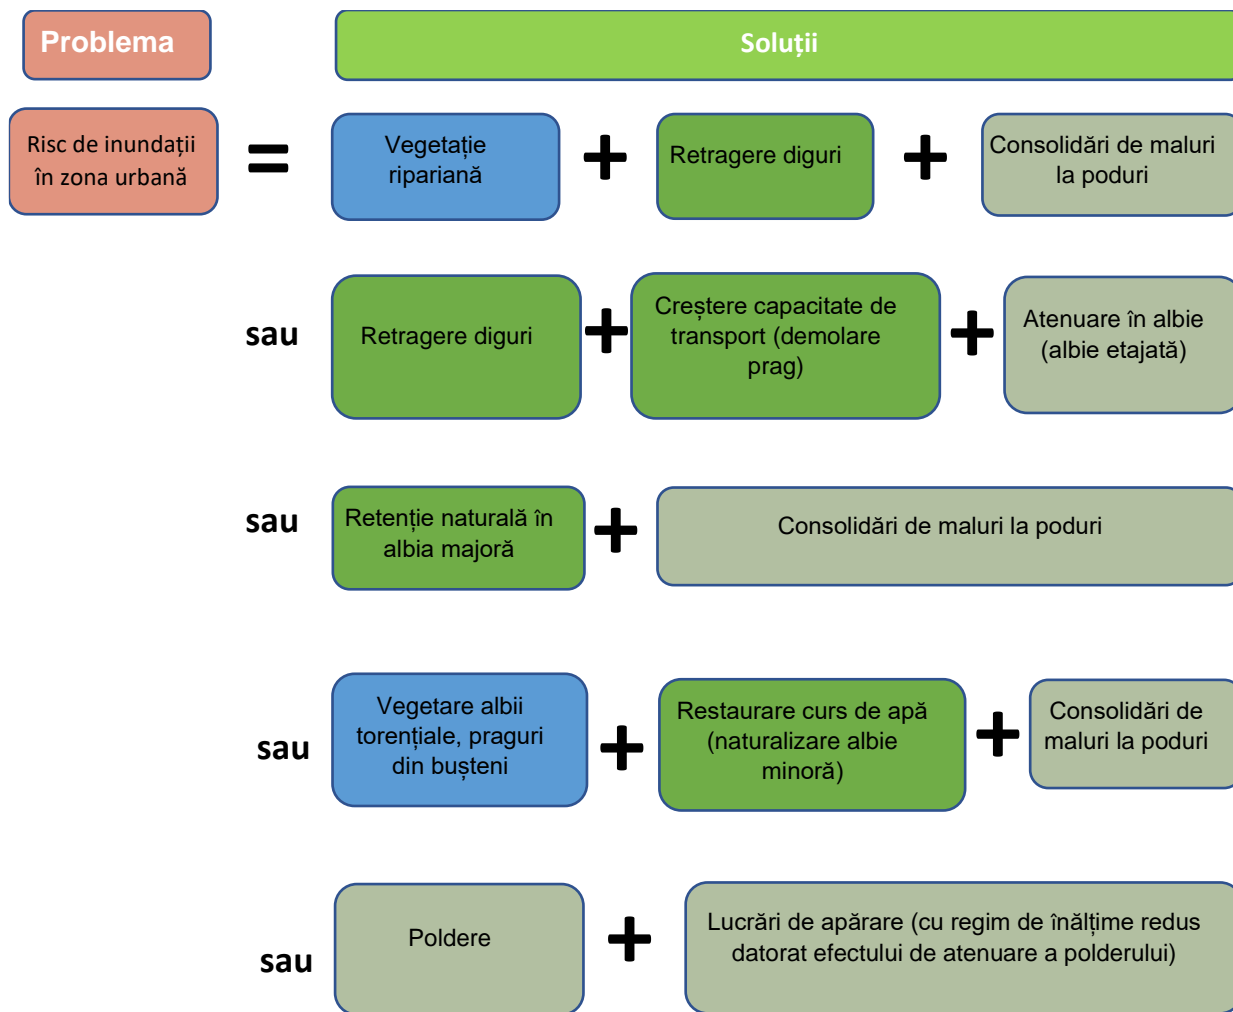 Problema
Soluții
Risc de inundații
în zona urbană
=
Vegetație
ripariană
+
Retragere diguri
+
Consolidări de maluri
la poduri
sau
Retragere diguri
+
Creștere capacitate de
transport (demolare
prag)
+
Atenuare în albie
(albie etajată)
sau
Retenție naturală în
albia majoră
+
Consolidări de maluri la poduri
sau
Vegetare albii
torențiale, praguri
din bușteni
+
Restaurare curs de apă
(naturalizare albie
minoră)
+
Consolidări de
maluri la poduri
sau
Poldere
+
Lucrări de apărare (cu regim de înălțime redus
datorat efectului de atenuare a polderului)